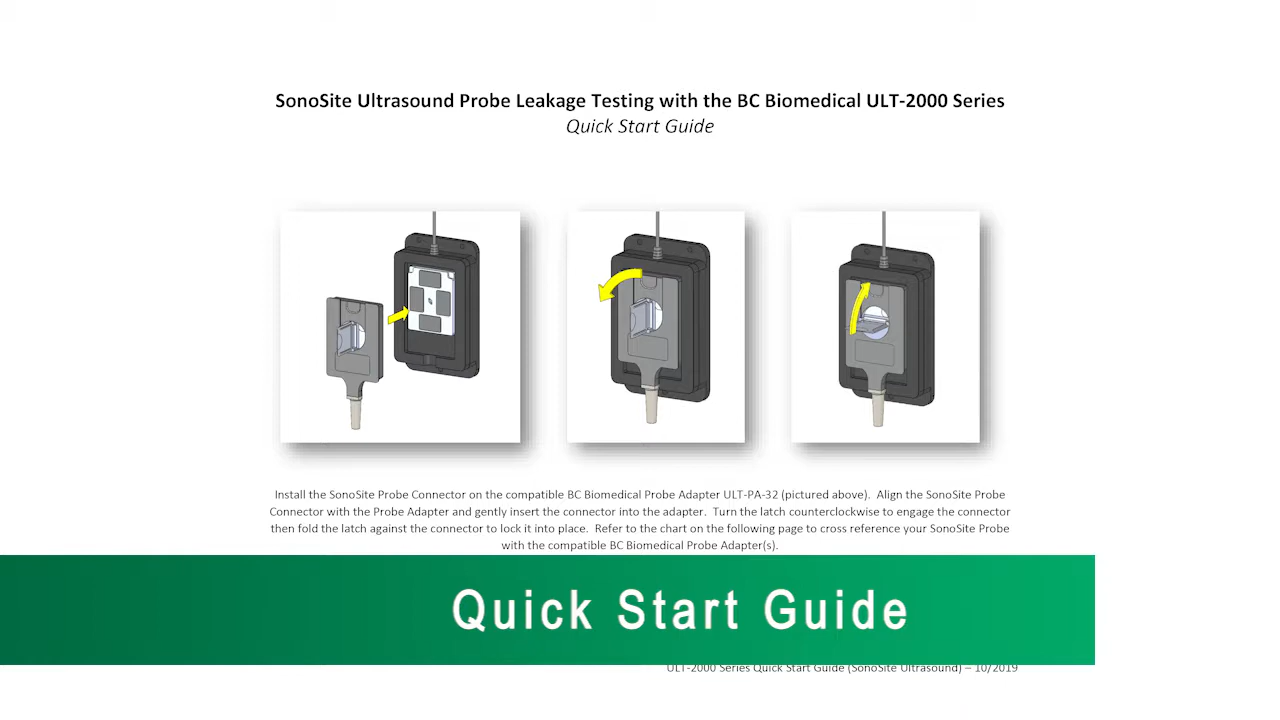 SonoSite Ultrasound Probe Leakage Testing with the BC Biomedical ULT-2000 Series
Quick Start Guide
Install the SonoSite Probe Connector on the compatible BC Biomedical Probe Adapter ULT-PA-32 (pictured above). Align the SonoSite Probe
Connector with the Probe Adapter and gently insert the connector into the adapter. Turn the latch counterclockwise to engage the connector
then fold the latch against the connector to lock it into place. Refer to the chart on the following page to cross reference your SonoSite Probe
with the compatible BC Biomedical Probe Adapter(s).
Quick Start Guide
ULT-2000 Series Quick Start Guide (SonoSite Ultrasound) – 10/2019